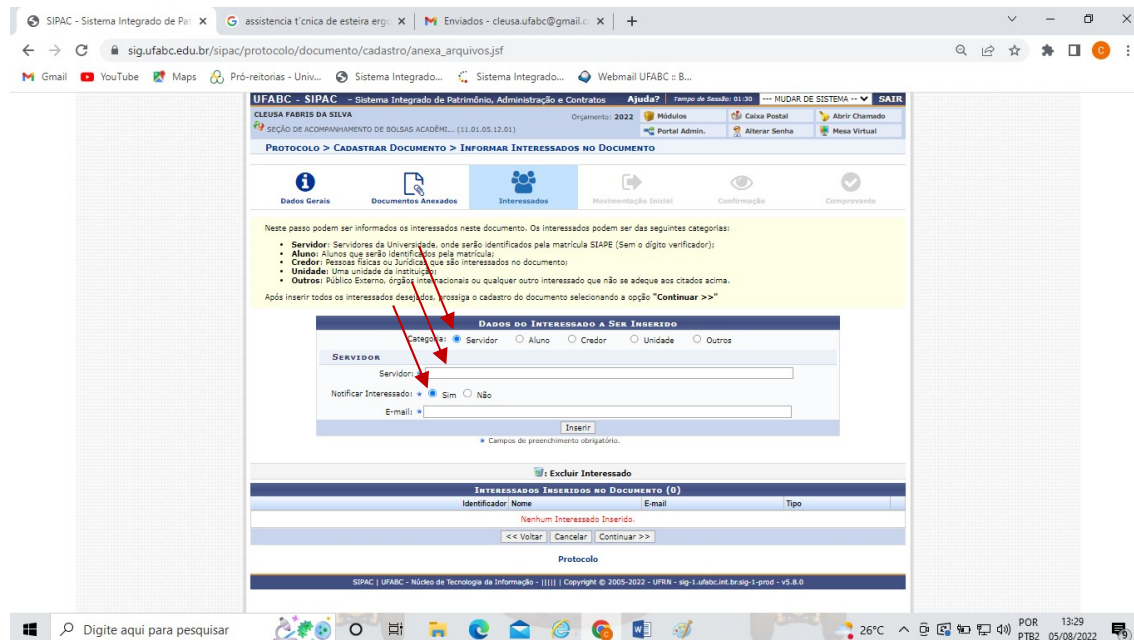 SIPAC - Sistema Integrado de Pat
assistencia t´cnica de esteira ergo
Enviados - cleusa.ufabc@gmail.c
sig.ufabc.edu.br/sipac/protocolo/documento/cadastro/anexa_arquivos.jsf
Gmail YouTube Maps Pró-reitorias - Univ... Sistema Integrado... Sistema Integrado... Webmail UFABC :: B...
UFABC - SIPAC - Sistema Integrado de Patrimônio, Administração e Contratos Ajuda? Tempo de Sessão: 01:30 --- MUDAR DE SISTEMA -- SAIR
CLEUSA FABRIS DA SILVA Orçamento: 2022 Módulos Caixa Postal Abrir Chamado
SEÇÃO DE ACOMPANHAMENTO DE BOLSAS ACADÊMI... (11.01.05.12.01) Portal Admin. Alterar Senha Mesa Virtual
PROTOCOLO > CADASTRAR DOCUMENTO > INFORMAR INTERESSADOS NO DOCUMENTO
Dados Gerais Documentos Anexados Interessados Movimentação Inicial Confirmação Comprovante
Neste passo podem ser informados os interessados neste documento. Os interessados podem ser das seguintes categorias:
Servidor: Servidores da Universidade, onde serão identificados pela matrícula SIAPE (Sem o dígito verificador);
Aluno: Alunos que serão identificados pela matrícula;
Credor: Pessoas físicas ou Jurídicas que são interessados no documento;
Unidade: Uma unidade da instituição;
Outros: Público Externo, órgãos internacionais ou qualquer outro interessado que não se adeque aos citados acima.
Após inserir todos os interessados desejados, prossiga o cadastro do documento selecionando a opção "Continuar >>"
DADOS DO INTERESSADO A SER INSERIDO
Categoria: Servidor Aluno Credor Unidade Outros
SERVIDOR
Servidor:
Notificar Interessado: Sim Não
E-mail:
Inserir
Campos de preenchimento obrigatório.
: Excluir Interessado
INTERESSADOS INSERIDOS NO DOCUMENTO (0)
Identificador Nome E-mail Tipo
Nenhum Interessado Inserido.
<< Voltar Cancelar Continuar >>
Protocolo
SIPAC | UFABC - Núcleo de Tecnologia da Informação - ||||| | Copyright © 2005-2022 - UFRN - sig-1.ufabc.int.br.sig-1-prod - v5.8.0
Digite aqui para pesquisar
26°C
POR 13:29
PTB2 05/08/2022